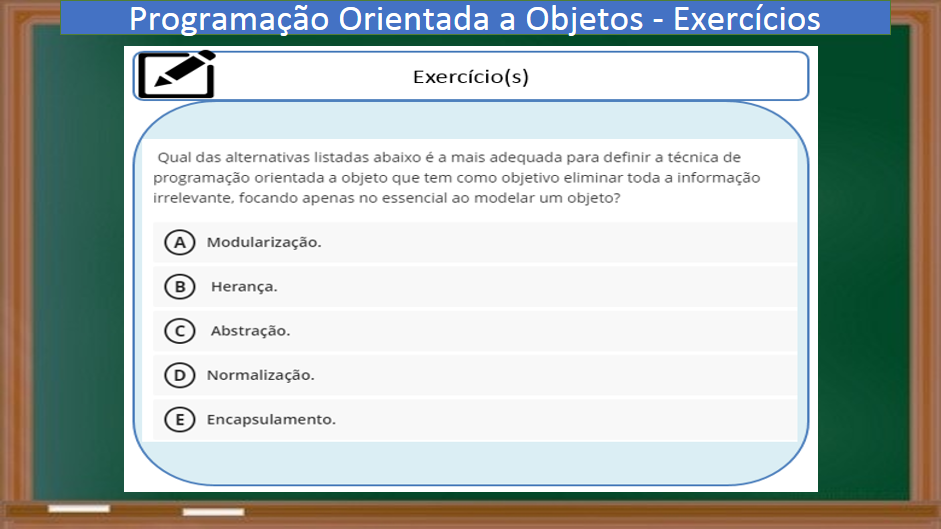 Programação Orientada a Objetos - Exercícios
Exercício(s)
Qual das alternativas listadas abaixo é a mais adequada para definir a técnica de
programação orientada a objeto que tem como objetivo eliminar toda a informação
irrelevante, focando apenas no essencial ao modelar um objeto?
A Modularização.
B Herança.
C Abstração.
D Normalização.
E Encapsulamento.